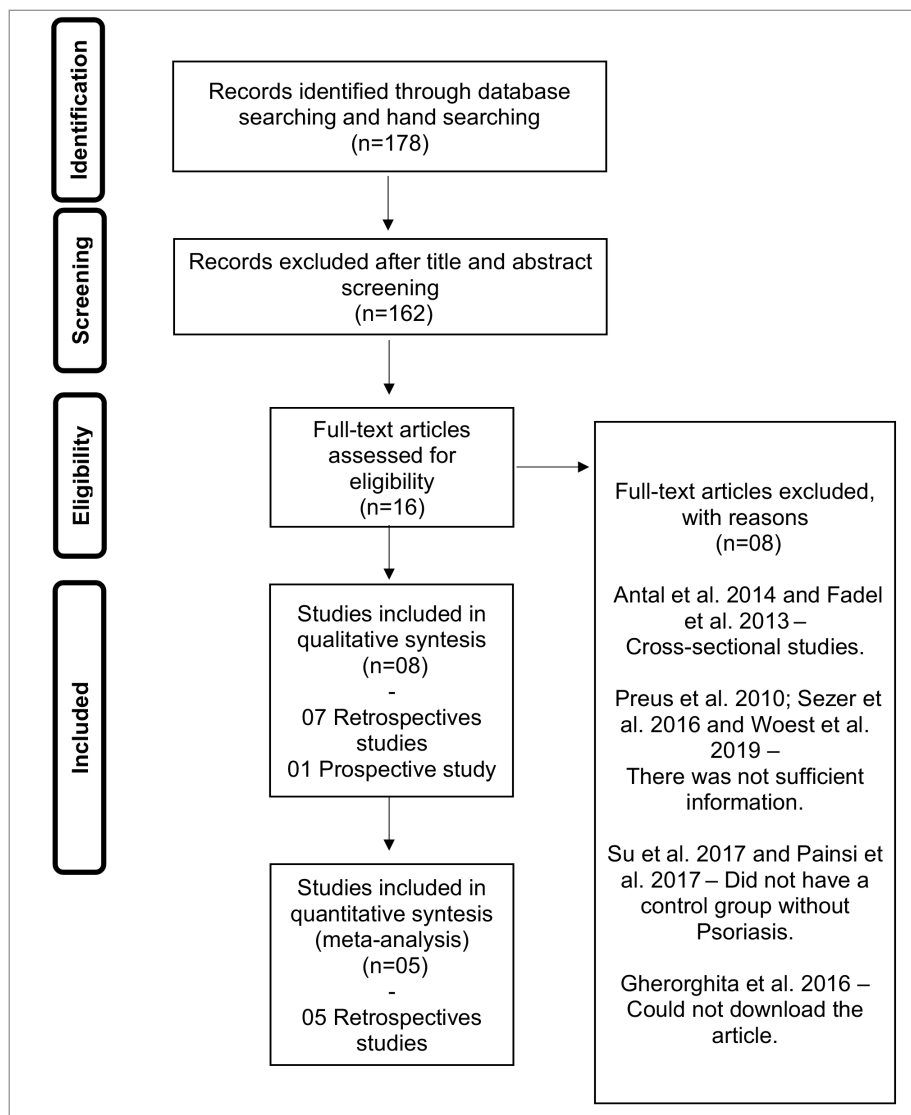 Identification
Records identified through database
searching and hand searching
(n=178)
Screening
Records excluded after title and abstract
screening
(n=162)
Eligibility
Full-text articles
assessed for
eligibility
(n=16)
Full-text articles excluded,
with reasons
(n=08)
Antal et al. 2014 and Fadel
et al. 2013 –
Cross-sectional studies.
Preus et al. 2010; Sezer et
al. 2016 and Woest et al.
2019 –
There was not sufficient
information.
Su et al. 2017 and Painsi et
al. 2017 – Did not have a
control group without
Psoriasis.
Gherorghita et al. 2016 –
Could not download the
article.
Included
Studies included in
qualitative syntesis
(n=08)
-
07 Retrospectives
studies
01 Prospective study
Studies included in
quantitative syntesis
(meta-analysis)
(n=05)
-
05 Retrospectives
studies